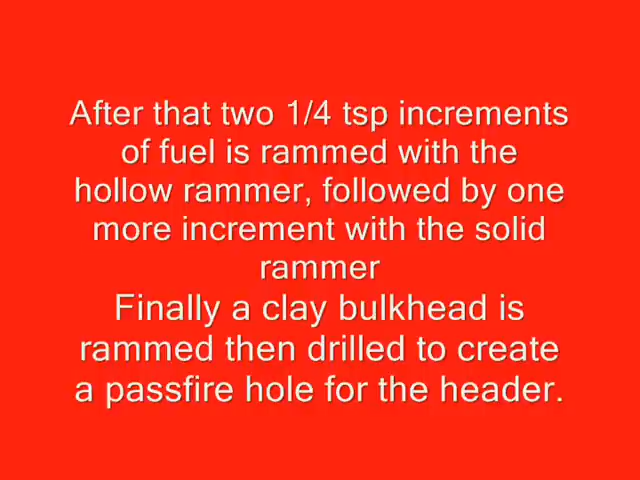 After that two 1/4 tsp increments
of fuel is rammed with the
hollow rammer, followed by one
more increment with the solid
rammer
Finally a clay bulkhead is
rammed then drilled to create
a passfire hole for the header.